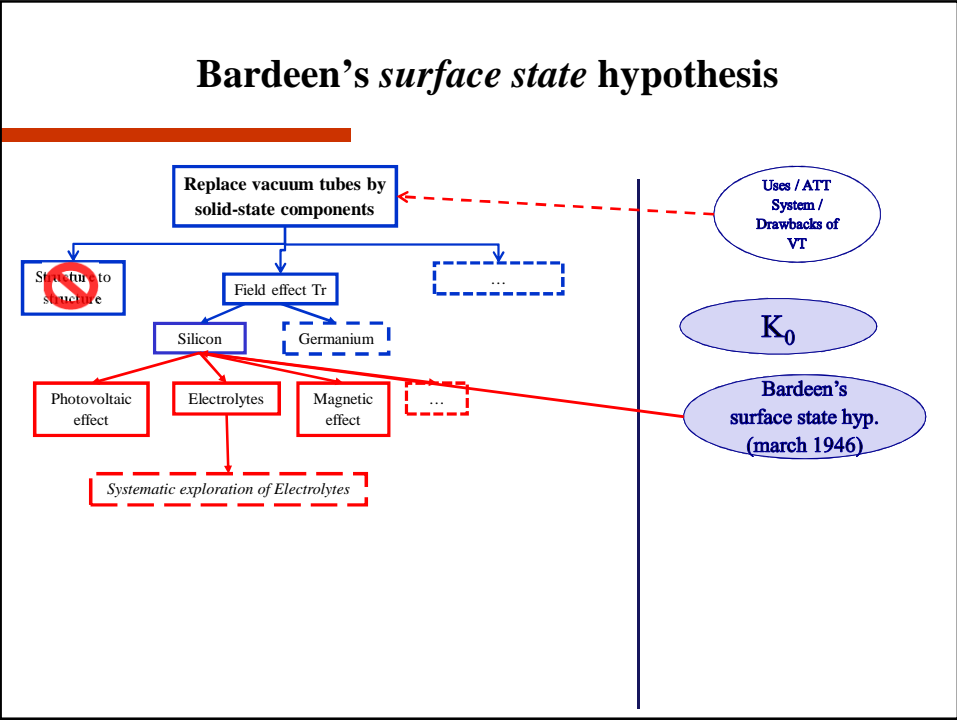 Bardeen's surface state hypothesis
Replace vacuum tubes by
solid-state components
Uses / ATT
System /
Drawbacks of
VT
Structure to
structure
Field effect Tr
…
Silicon
Germanium
K0
Photovoltaic
effect
Electrolytes
Magnetic
effect
…
Bardeen's
surface state hyp.
(march 1946)
Systematic exploration of Electrolytes